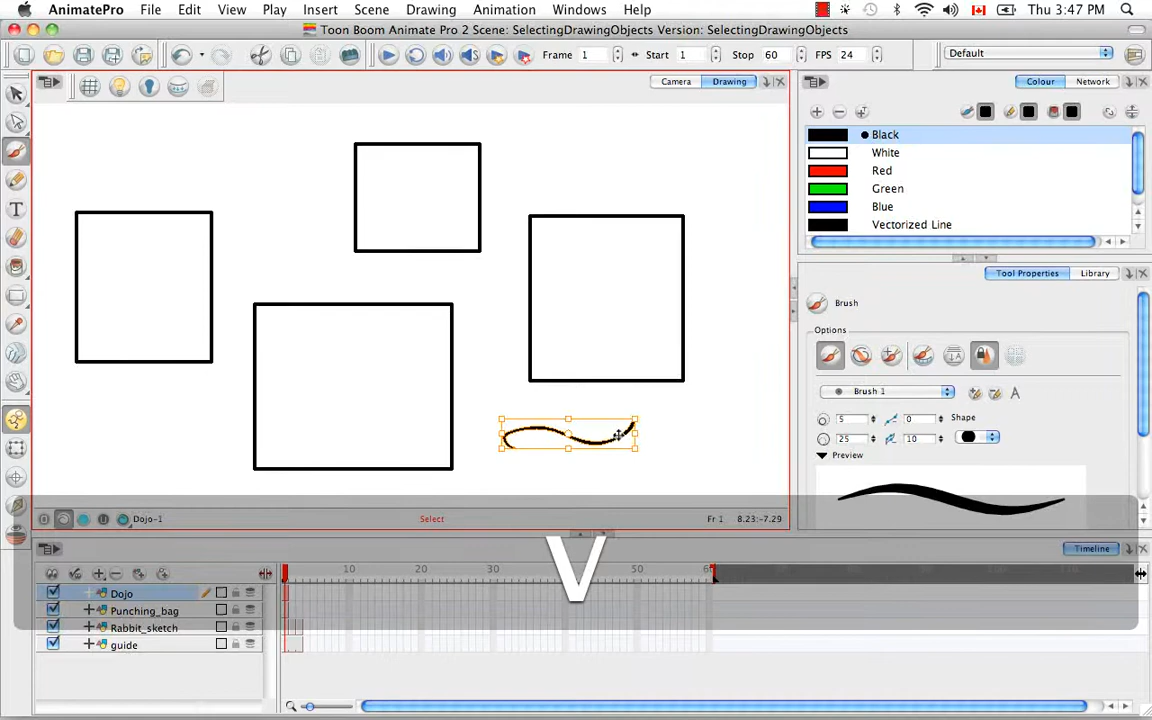 AnimatePro File Edit View Play Insert Scene Drawing Animation Windows Help Thu 3:47 PM
Toon Boom Animate Pro 2 Scene: SelectingDrawingObjects Version: SelectingDrawingObjects
Frame 1 Start 1 Stop 60 FPS 24 Default
Camera Drawing Colour Network
Black
White
Red
Green
Blue
Vectorized Line
Tool Properties Library
Brush
Options
Brush 1
5 0 Shape
25 10
Preview
Dojo-1 Select Fr 1 8.23:-7.29
V
Timeline
10 20 30 40 50
Dojo
Punching_bag
Rabbit_sketch
guide